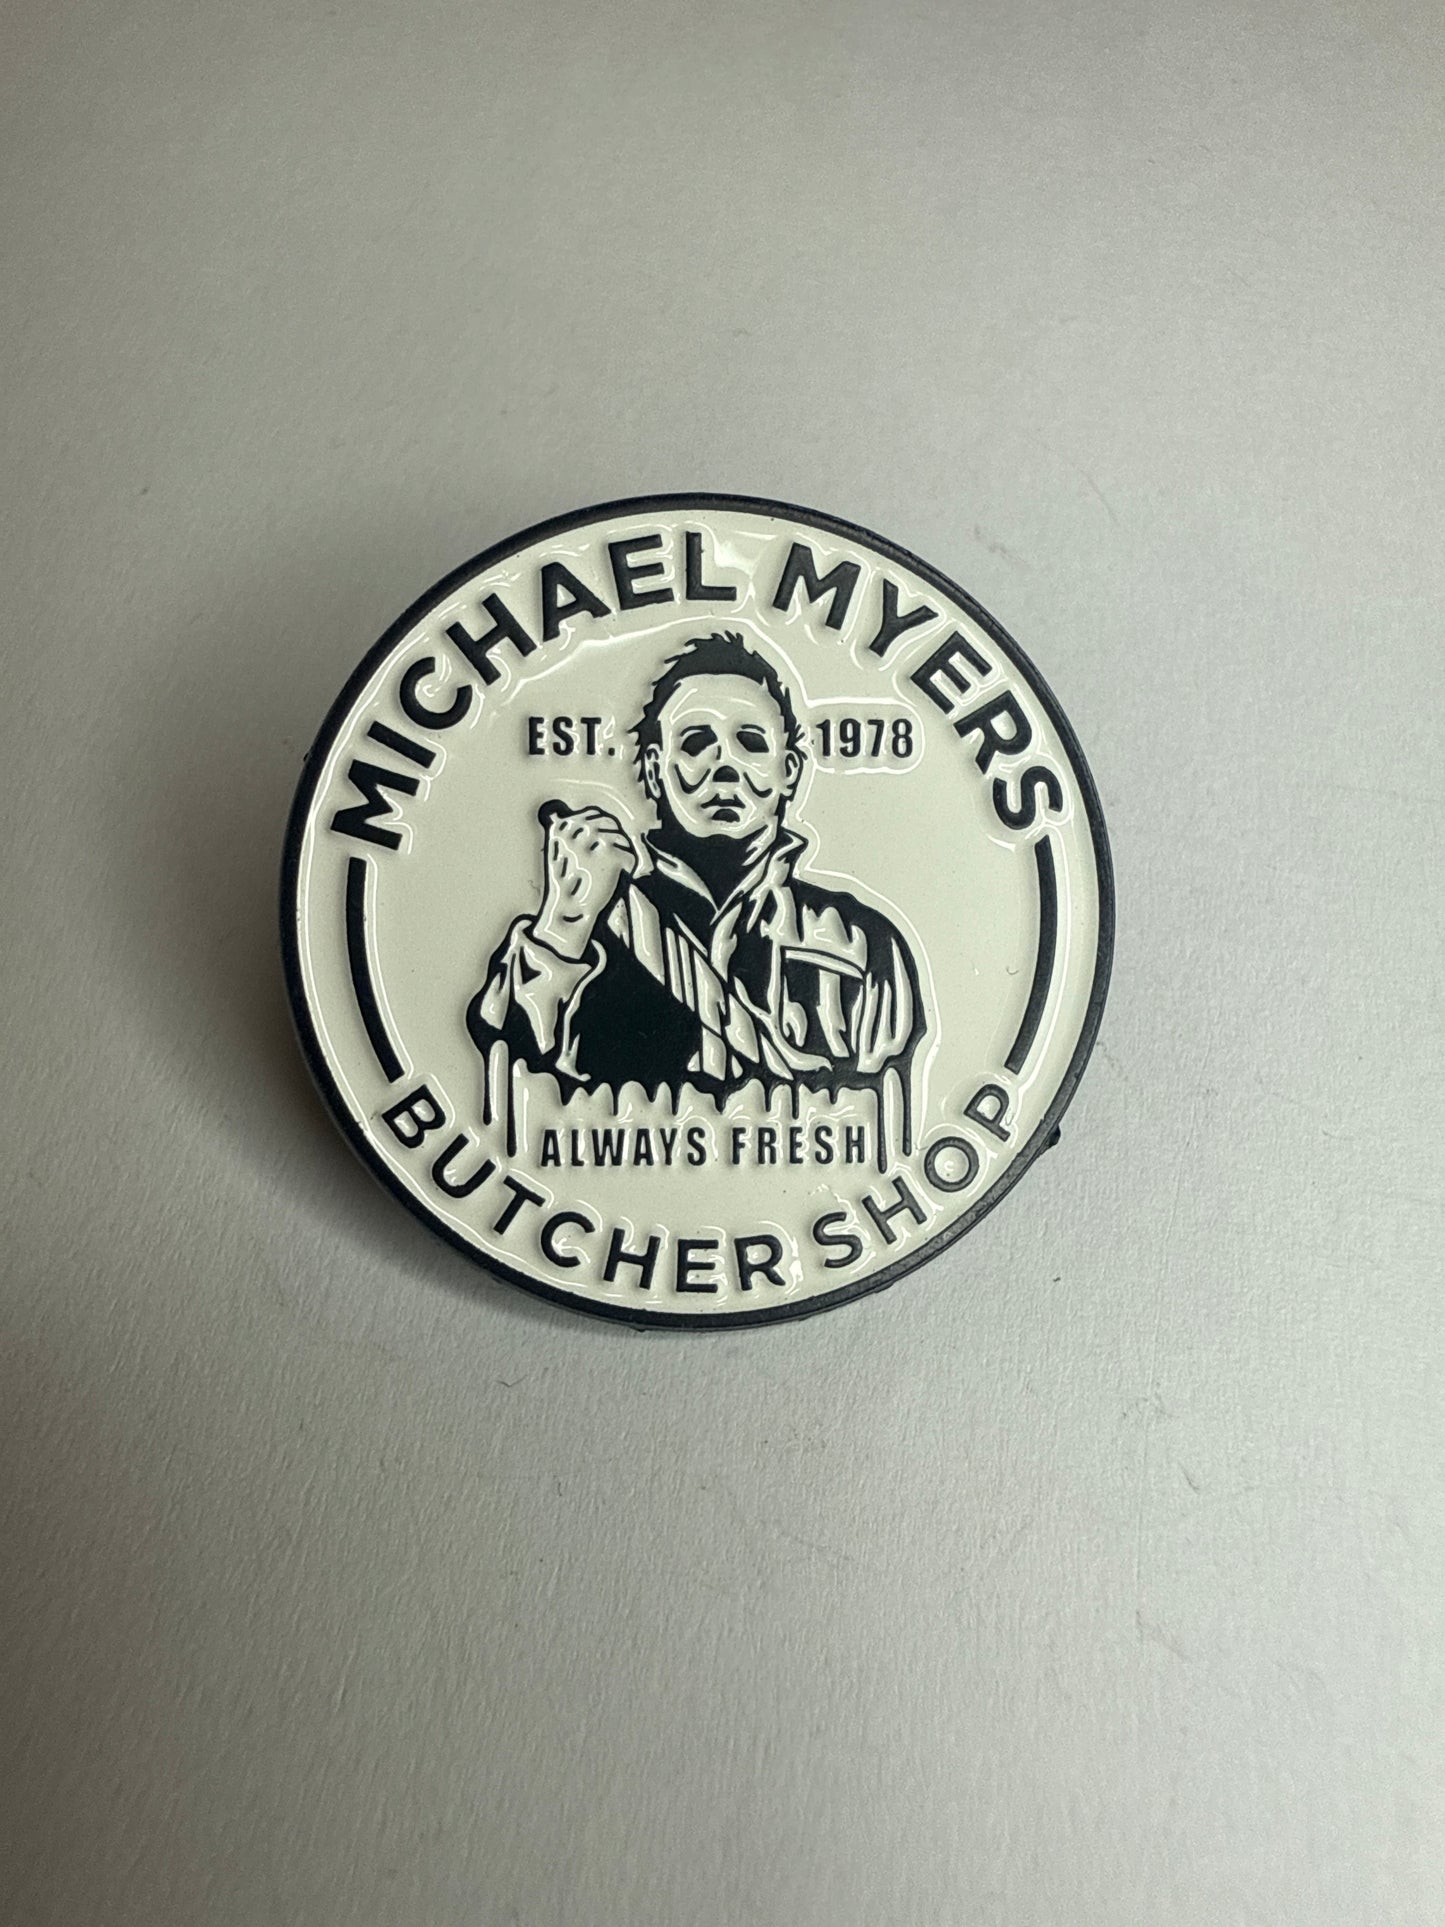 MICHAEL MYERS
EST. 1978
ALWAYS FRESH
BUTCHER SHOP